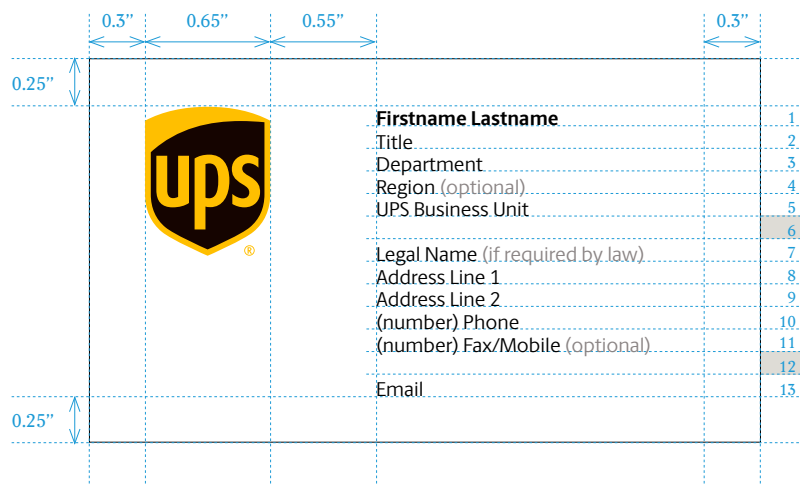 0.3” 0.65” 0.55” 0.3”
0.25”
ups
®
Firstname Lastname 1
Title 2
Department 3
Region (optional) 4
UPS Business Unit 5
6
Legal Name (if required by law) 7
Address Line 1 8
Address Line 2 9
(number) Phone 10
(number) Fax/Mobile (optional) 11
12
Email 13
0.25”